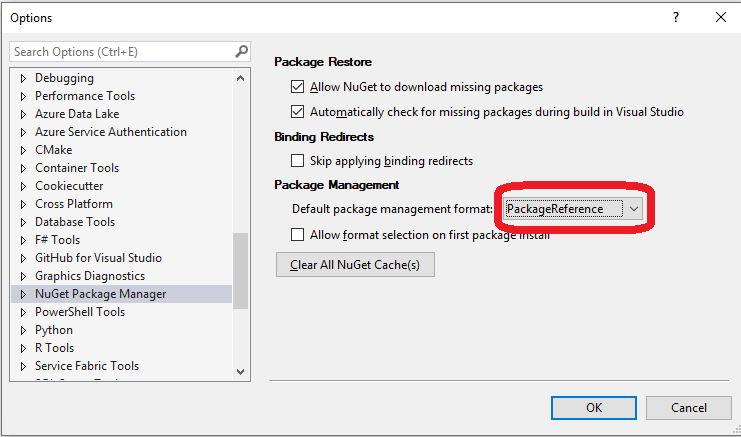 Options
?
Search Options (Ctrl+E)
Debugging
Performance Tools
Azure Data Lake
Azure Service Authentication
CMake
Container Tools
Cookiecutter
Cross Platform
Database Tools
F# Tools
GitHub for Visual Studio
Graphics Diagnostics
NuGet Package Manager
PowerShell Tools
Python
R Tools
Service Fabric Tools
Package Restore
Allow NuGet to download missing packages
Automatically check for missing packages during build in Visual Studio
Binding Redirects
Skip applying binding redirects
Package Management
Default package management format: PackageReference
Allow format selection on first package install
Clear All NuGet Cache(s)
OK Cancel